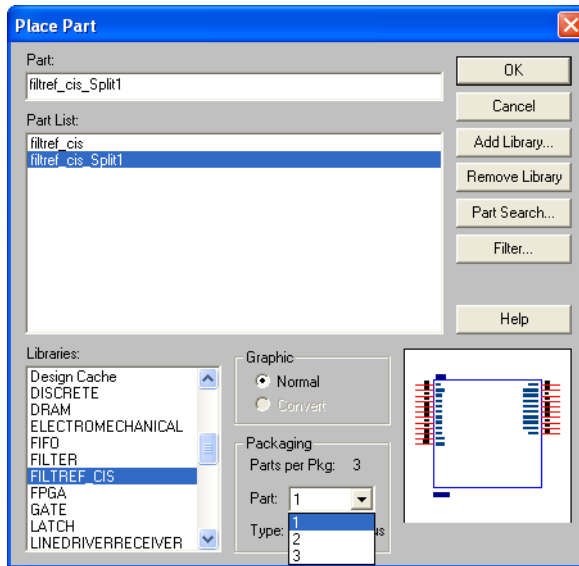 Place Part
Part:
filtref_cis_Split1
OK
Cancel
Part List:
filtref_cis
filtref_cis_Split1
Add Library...
Remove Library
Part Search...
Filter...
Help
Libraries:
Design Cache
DISCRETE
DRAM
ELECTROMECHANICAL
FIFO
FILTER
FILTREF_CIS
FPGA
GATE
LATCH
LINEDRIVERRECEIVER
Graphic
Normal
Convert
Packaging
Parts per Pkg: 3
Part: 1
Type:
1
2
3